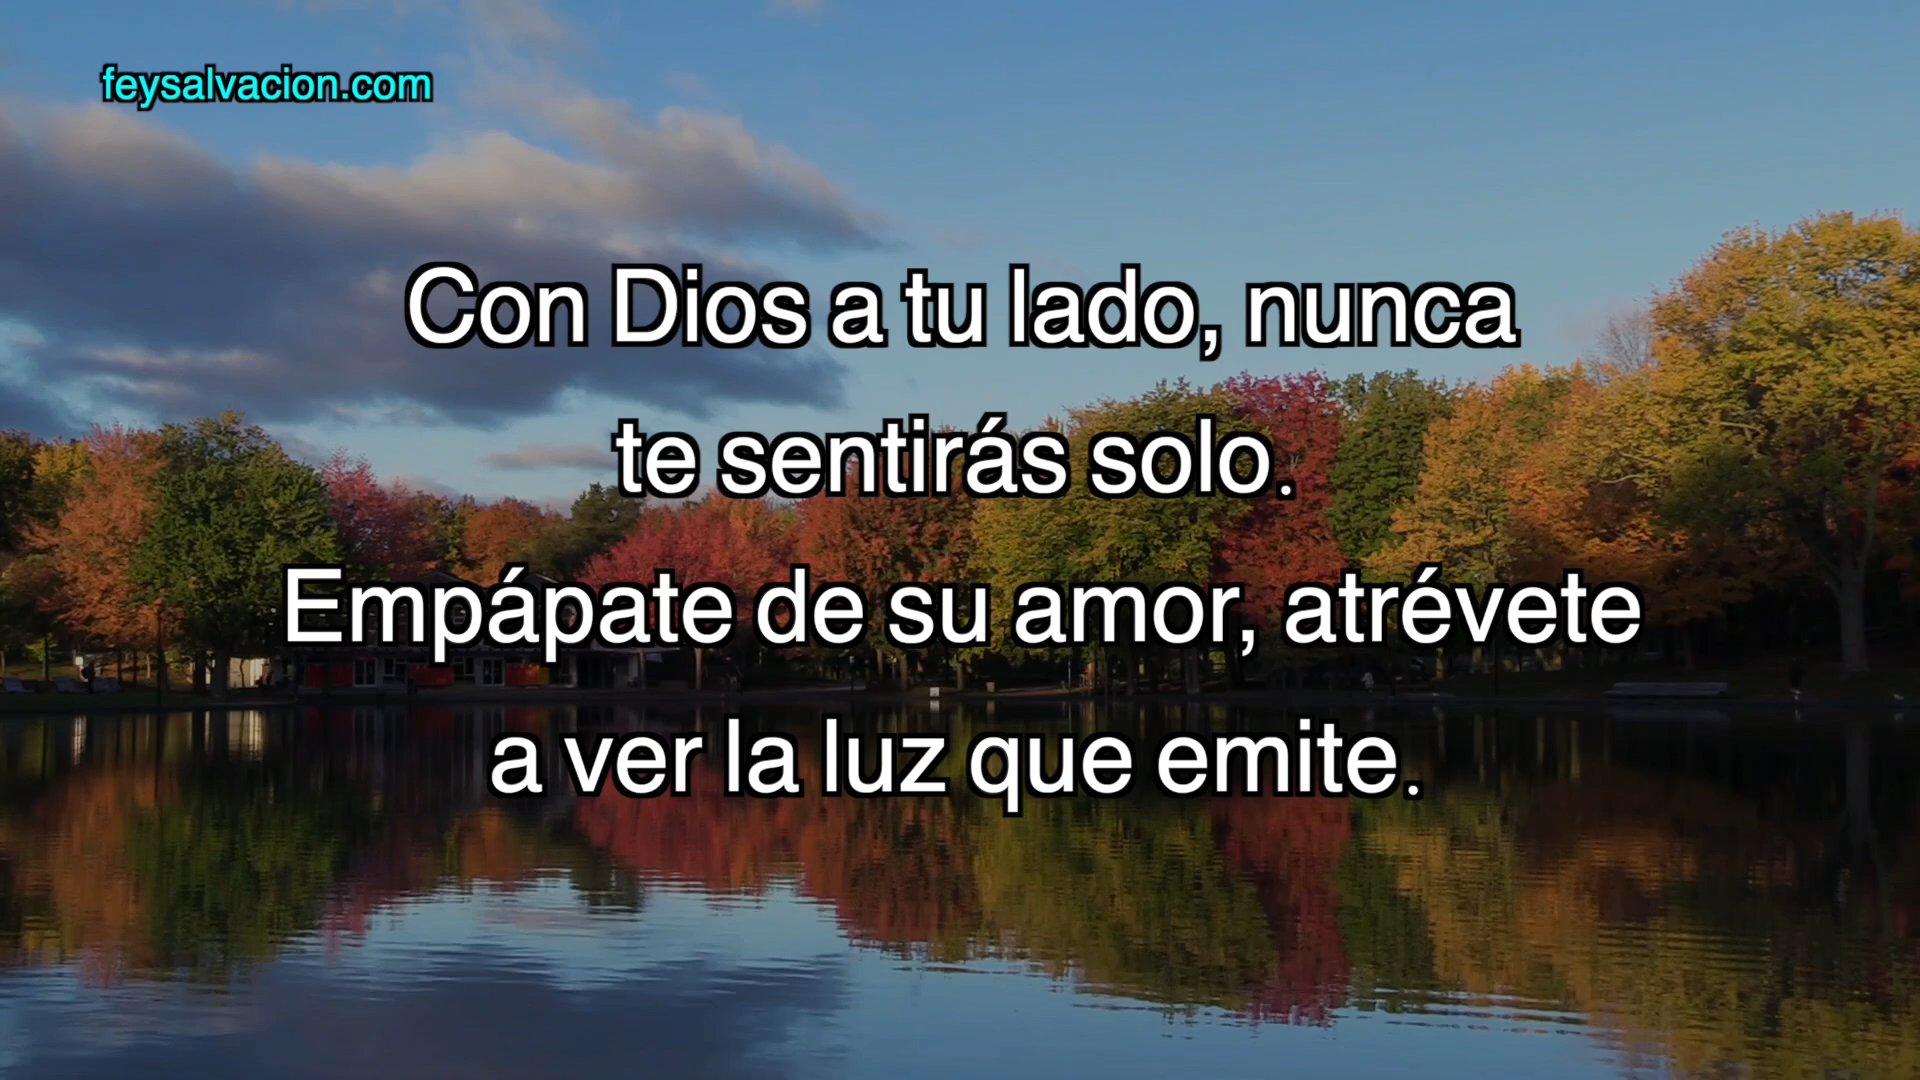 feysalvacion.com
Con Dios a tu lado, nunca
te sentirás solo.
Empápate de su amor, atrévete
a ver la luz que emite.